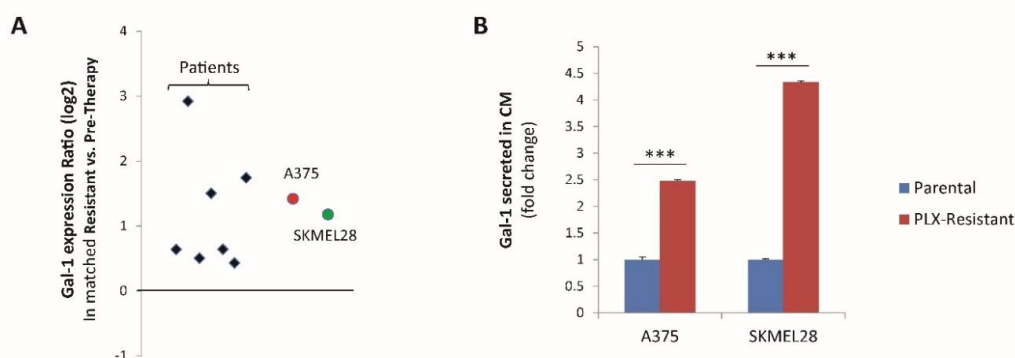 A
Gal-1 expression Ratio (log2)
In matched Resistant vs. Pre-Therapy
4
3
2
1
0
-1
Patients
A375
SKMEL28
B
Gal-1 secreted in CM
(fold change)
5
4.5
4
3.5
3
2.5
2
1.5
1
0.5
0
***
***
A375
SKMEL28
Parental
PLX-Resistant